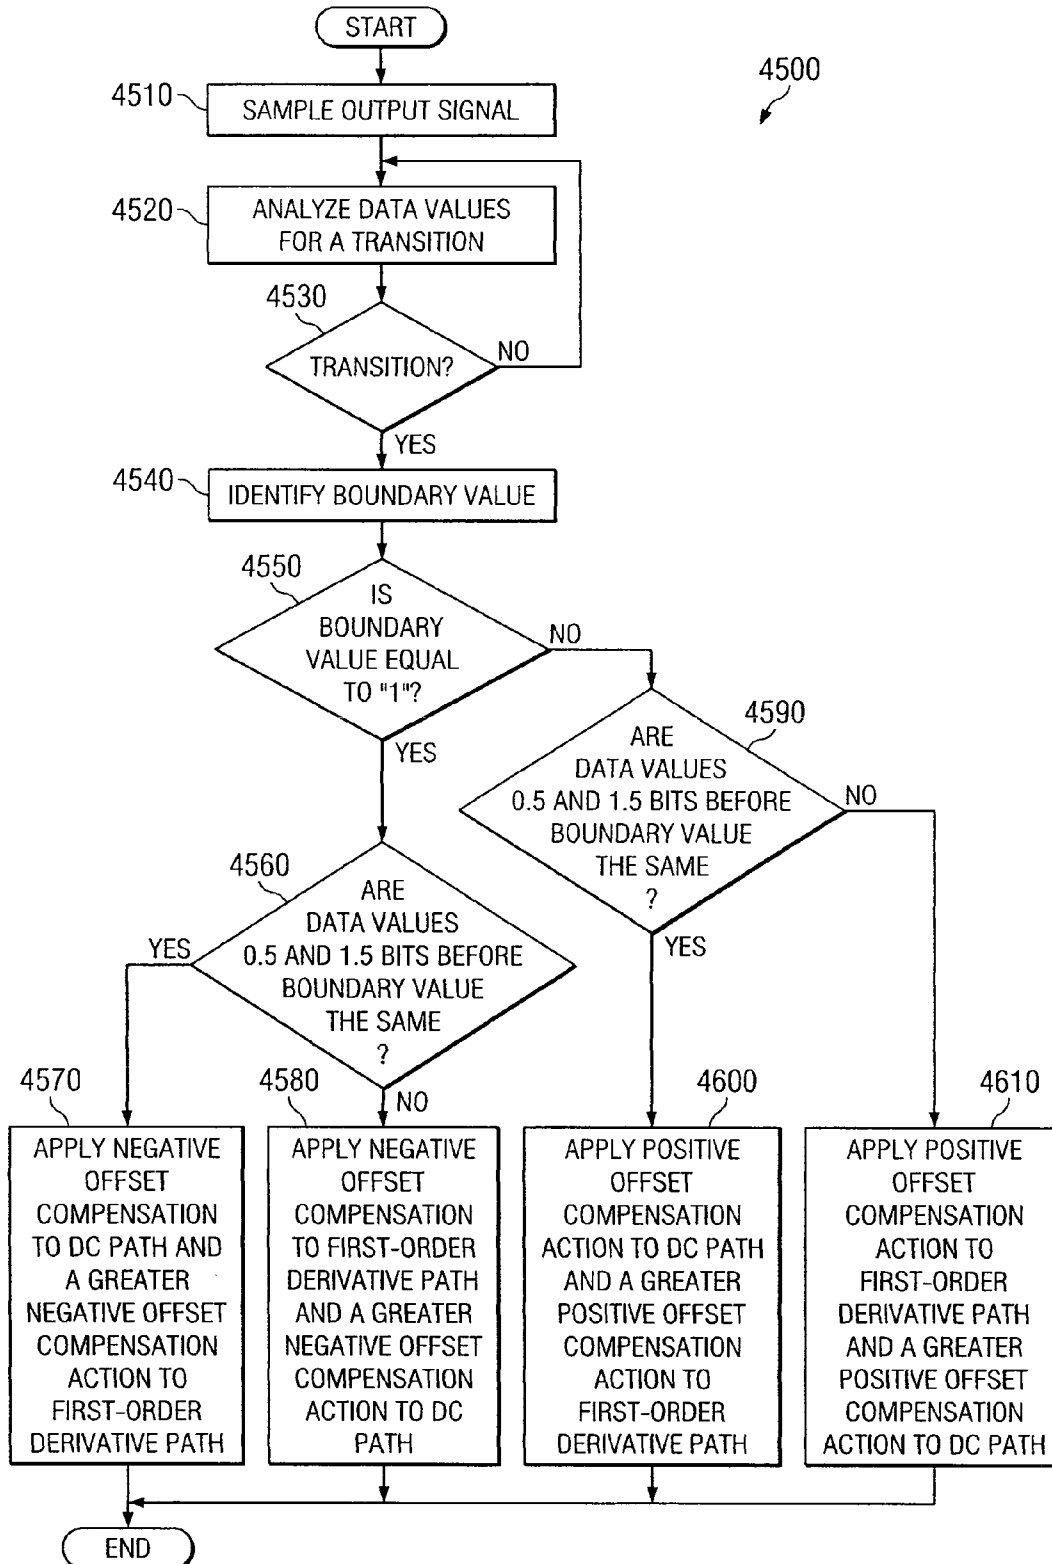 START
4500
4510
SAMPLE OUTPUT SIGNAL
4520
ANALYZE DATA VALUES
FOR A TRANSITION
4530
TRANSITION?
NO
YES
4540
IDENTIFY BOUNDARY VALUE
4550
IS
BOUNDARY
VALUE EQUAL
TO "1"?
NO
YES
4590
ARE
DATA VALUES
0.5 AND 1.5 BITS BEFORE
BOUNDARY VALUE
THE SAME
?
NO
YES
4560
ARE
DATA VALUES
0.5 AND 1.5 BITS BEFORE
BOUNDARY VALUE
THE SAME
?
YES
NO
4570
APPLY NEGATIVE
OFFSET
COMPENSATION
TO DC PATH AND
A GREATER
NEGATIVE OFFSET
COMPENSATION
ACTION TO
FIRST-ORDER
DERIVATIVE PATH
4580
APPLY NEGATIVE
OFFSET
COMPENSATION
TO FIRST-ORDER
DERIVATIVE PATH
AND A GREATER
NEGATIVE OFFSET
COMPENSATION
ACTION TO DC
PATH
4600
APPLY POSITIVE
OFFSET
COMPENSATION
ACTION TO DC PATH
AND A GREATER
POSITIVE OFFSET
COMPENSATION
ACTION TO
FIRST-ORDER
DERIVATIVE PATH
4610
APPLY POSITIVE
OFFSET
COMPENSATION
ACTION TO
FIRST-ORDER
DERIVATIVE PATH
AND A GREATER
POSITIVE OFFSET
COMPENSATION
ACTION TO DC PATH
END